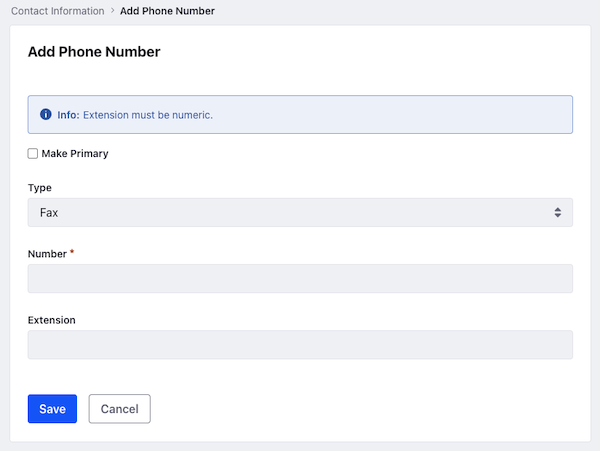 Contact Information > Add Phone Number
Add Phone Number
Info: Extension must be numeric.
Make Primary
Type
Fax
Number *
Extension
Save Cancel